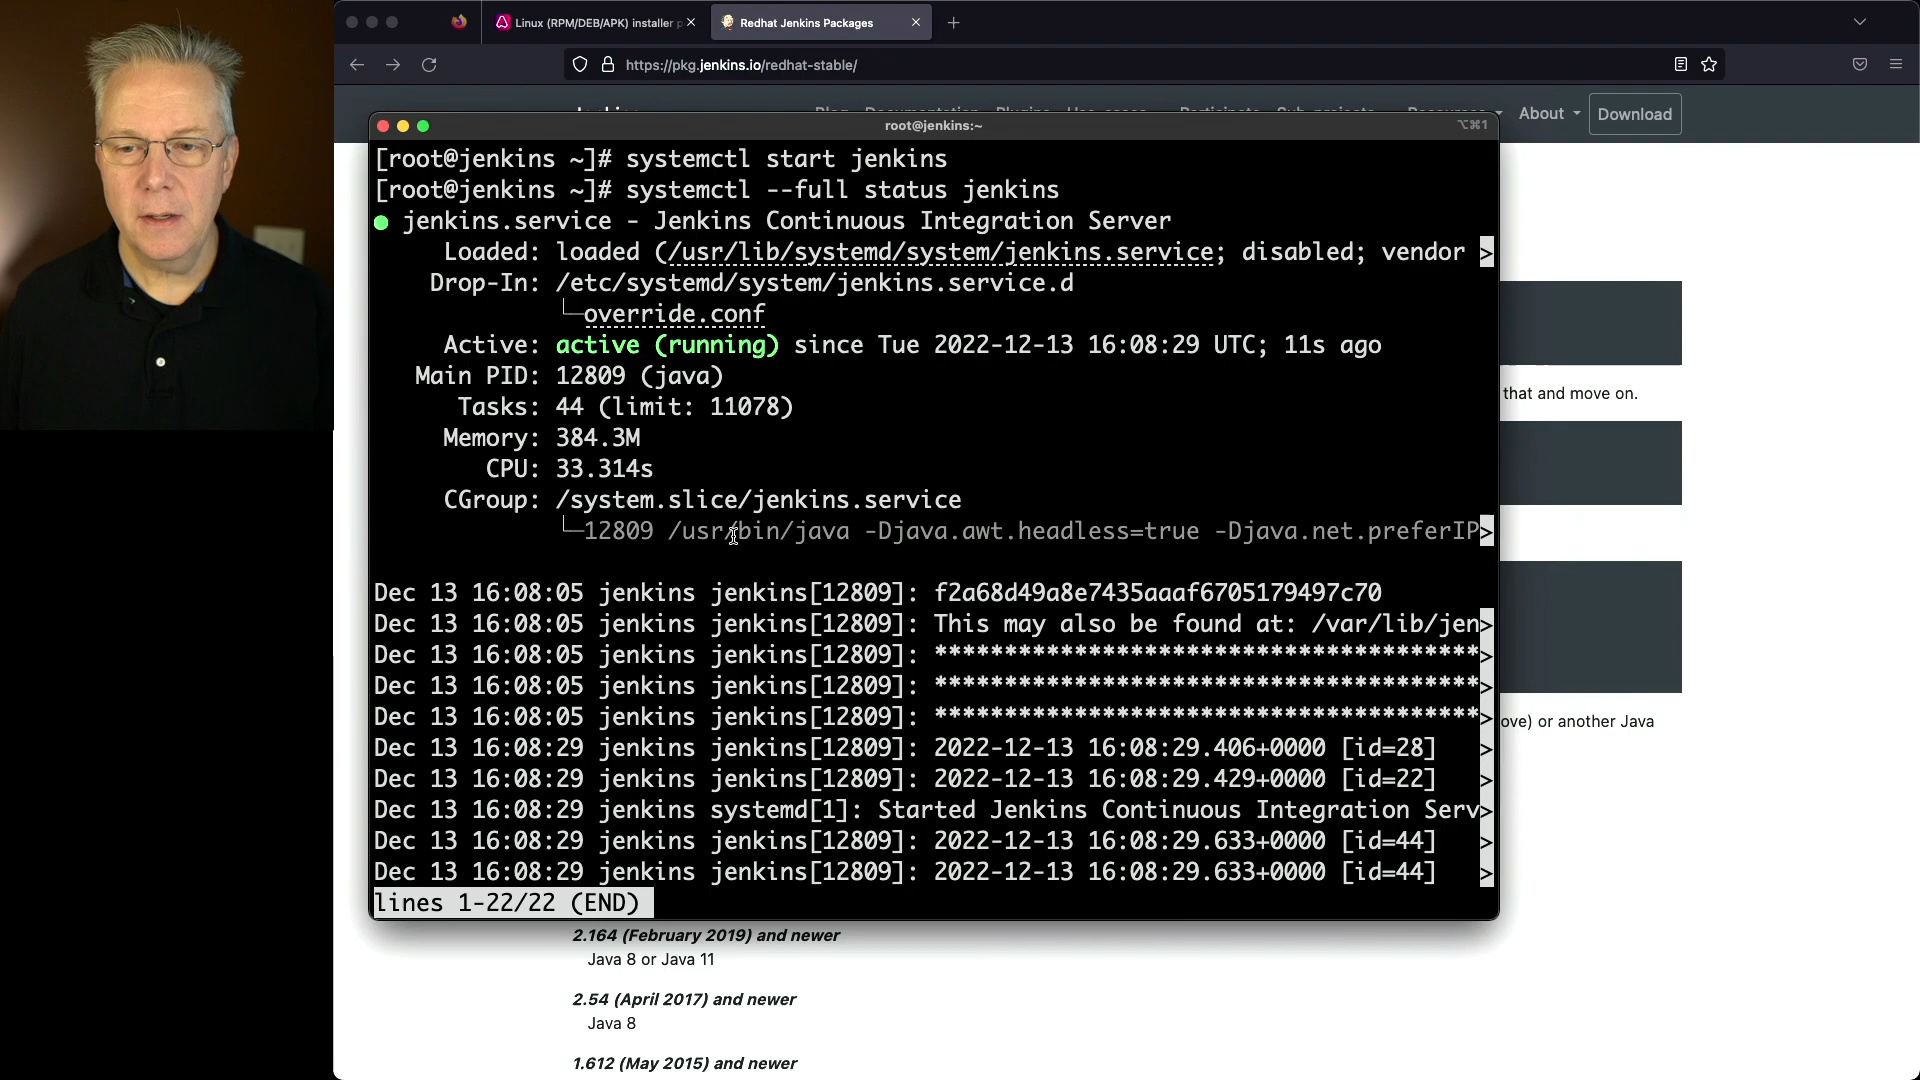 Linux (RPM/DEB/APK) installer p
Redhat Jenkins Packages
https://pkg.jenkins.io/redhat-stable/
About
Download
root@jenkins:~
⌥⌘1
[root@jenkins ~]# systemctl start jenkins
[root@jenkins ~]# systemctl --full status jenkins
● jenkins.service - Jenkins Continuous Integration Server
Loaded: loaded (/usr/lib/systemd/system/jenkins.service; disabled; vendor >
Drop-In: /etc/systemd/system/jenkins.service.d
└─override.conf
Active: active (running) since Tue 2022-12-13 16:08:29 UTC; 11s ago
Main PID: 12809 (java)
Tasks: 44 (limit: 11078)
Memory: 384.3M
CPU: 33.314s
CGroup: /system.slice/jenkins.service
└─12809 /usr/bin/java -Djava.awt.headless=true -Djava.net.preferIP>
Dec 13 16:08:05 jenkins jenkins[12809]: f2a68d49a8e7435aaaf6705179497c70
Dec 13 16:08:05 jenkins jenkins[12809]: This may also be found at: /var/lib/jen>
Dec 13 16:08:05 jenkins jenkins[12809]: ***************************************>
Dec 13 16:08:05 jenkins jenkins[12809]: ***************************************>
Dec 13 16:08:05 jenkins jenkins[12809]: ***************************************>
Dec 13 16:08:29 jenkins jenkins[12809]: 2022-12-13 16:08:29.406+0000 [id=28] >
Dec 13 16:08:29 jenkins jenkins[12809]: 2022-12-13 16:08:29.429+0000 [id=22] >
Dec 13 16:08:29 jenkins systemd[1]: Started Jenkins Continuous Integration Serv>
Dec 13 16:08:29 jenkins jenkins[12809]: 2022-12-13 16:08:29.633+0000 [id=44] >
Dec 13 16:08:29 jenkins jenkins[12809]: 2022-12-13 16:08:29.633+0000 [id=44] >
lines 1-22/22 (END)
that and move on.
ove) or another Java
2.164 (February 2019) and newer
Java 8 or Java 11
2.54 (April 2017) and newer
Java 8
1.612 (May 2015) and newer